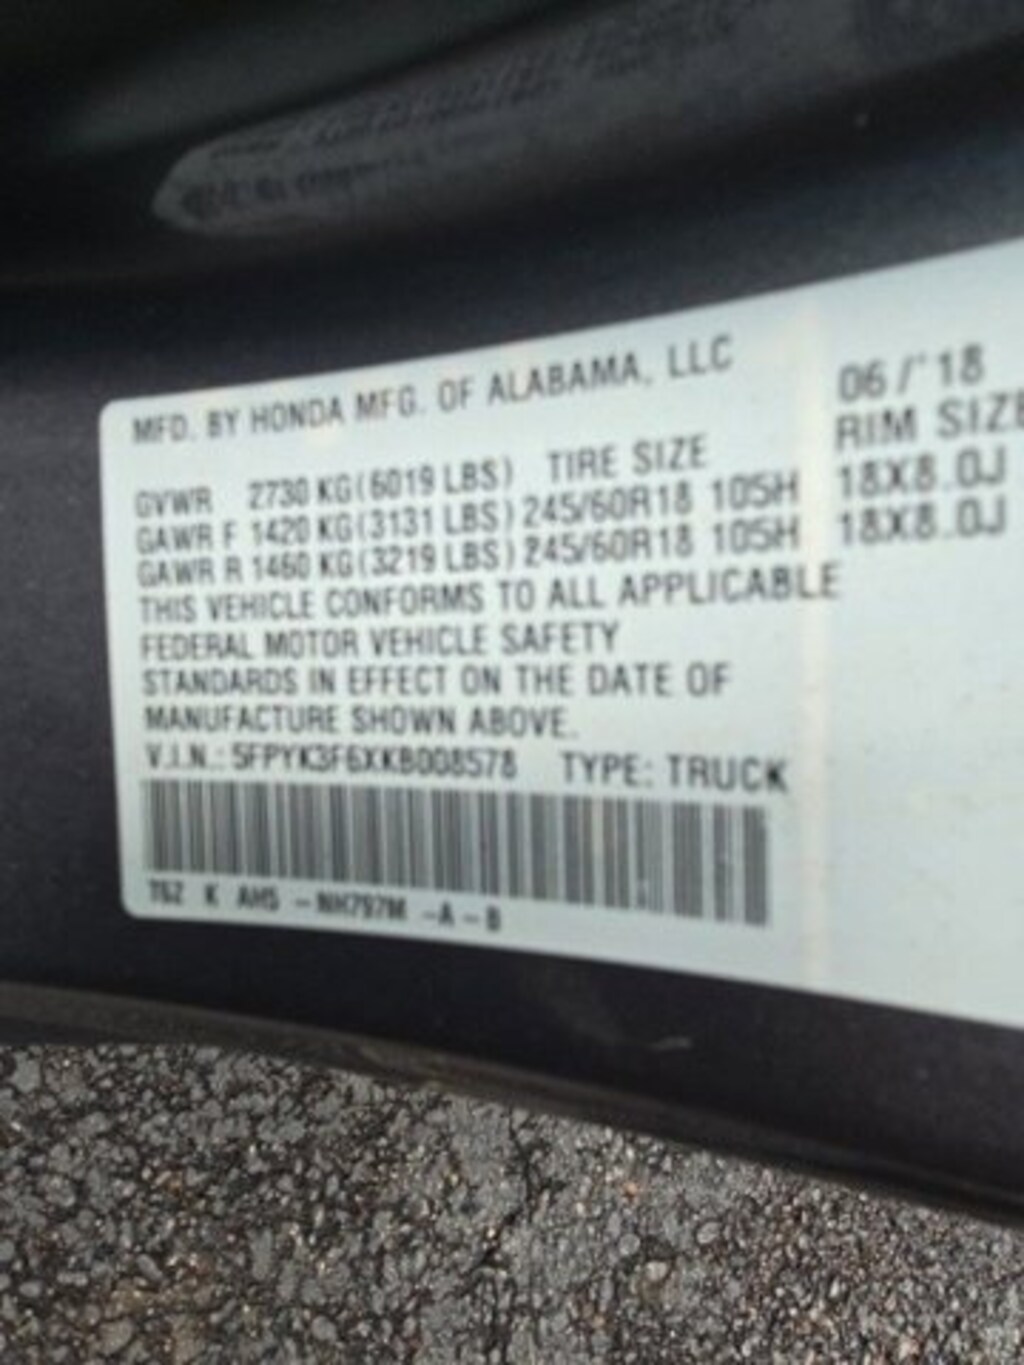 MFD. BY HONDA MFG. OF ALABAMA, LLC 06/'18
GVWR 2730 KG(6019 LBS) TIRE SIZE RIM SIZE
GAWR F 1420 KG(3131 LBS) 245/60R18 105H 18X8.0J
GAWR R 1460 KG(3219 LBS) 245/60R18 105H 18X8.0J
THIS VEHICLE CONFORMS TO ALL APPLICABLE
FEDERAL MOTOR VEHICLE SAFETY
STANDARDS IN EFFECT ON THE DATE OF
MANUFACTURE SHOWN ABOVE.
V.I.N.: 5FPYK3F6XKB008578 TYPE: TRUCK
T6Z K AH5 -NH797M -A-B